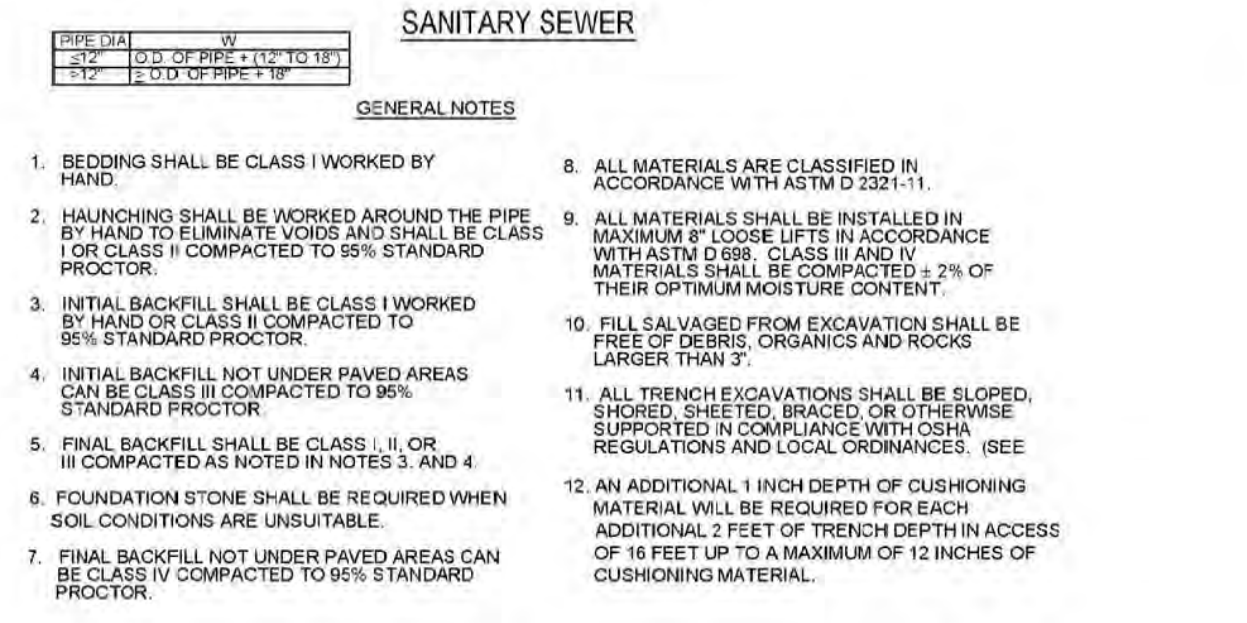 SANITARY SEWER
PIPE DIA W
≤12" O.D. OF PIPE + (12" TO 18")
>12" ≥ O.D. OF PIPE + 18"
GENERAL NOTES
1. BEDDING SHALL BE CLASS I WORKED BY
HAND.
2. HAUNCHING SHALL BE WORKED AROUND THE PIPE
BY HAND TO ELIMINATE VOIDS AND SHALL BE CLASS
I OR CLASS II COMPACTED TO 95% STANDARD
PROCTOR.
3. INITIAL BACKFILL SHALL BE CLASS I WORKED
BY HAND OR CLASS II COMPACTED TO
95% STANDARD PROCTOR.
4. INITIAL BACKFILL NOT UNDER PAVED AREAS
CAN BE CLASS III COMPACTED TO 95%
STANDARD PROCTOR
5. FINAL BACKFILL SHALL BE CLASS I, II, OR
III COMPACTED AS NOTED IN NOTES 3. AND 4.
6. FOUNDATION STONE SHALL BE REQUIRED WHEN
SOIL CONDITIONS ARE UNSUITABLE.
7. FINAL BACKFILL NOT UNDER PAVED AREAS CAN
BE CLASS IV COMPACTED TO 95% STANDARD
PROCTOR.
8. ALL MATERIALS ARE CLASSIFIED IN
ACCORDANCE WITH ASTM D 2321-11.
9. ALL MATERIALS SHALL BE INSTALLED IN
MAXIMUM 8" LOOSE LIFTS IN ACCORDANCE
WITH ASTM D 698. CLASS III AND IV
MATERIALS SHALL BE COMPACTED ± 2% OF
THEIR OPTIMUM MOISTURE CONTENT.
10. FILL SALVAGED FROM EXCAVATION SHALL BE
FREE OF DEBRIS, ORGANICS AND ROCKS
LARGER THAN 3".
11. ALL TRENCH EXCAVATIONS SHALL BE SLOPED,
SHORED, SHEETED, BRACED, OR OTHERWISE
SUPPORTED IN COMPLIANCE WITH OSHA
REGULATIONS AND LOCAL ORDINANCES. (SEE
12. AN ADDITIONAL 1 INCH DEPTH OF CUSHIONING
MATERIAL WILL BE REQUIRED FOR EACH
ADDITIONAL 2 FEET OF TRENCH DEPTH IN ACCESS
OF 16 FEET UP TO A MAXIMUM OF 12 INCHES OF
CUSHIONING MATERIAL.